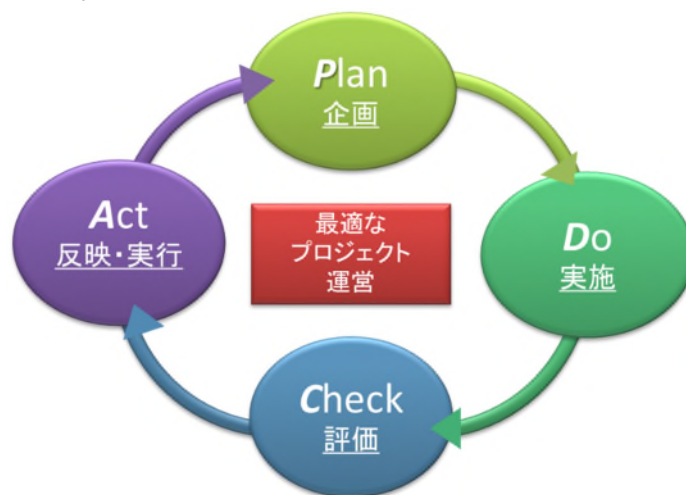 Plan
企画
Do
実施
Check
評価
Act
反映・実行
最適な
プロジェクト
運営